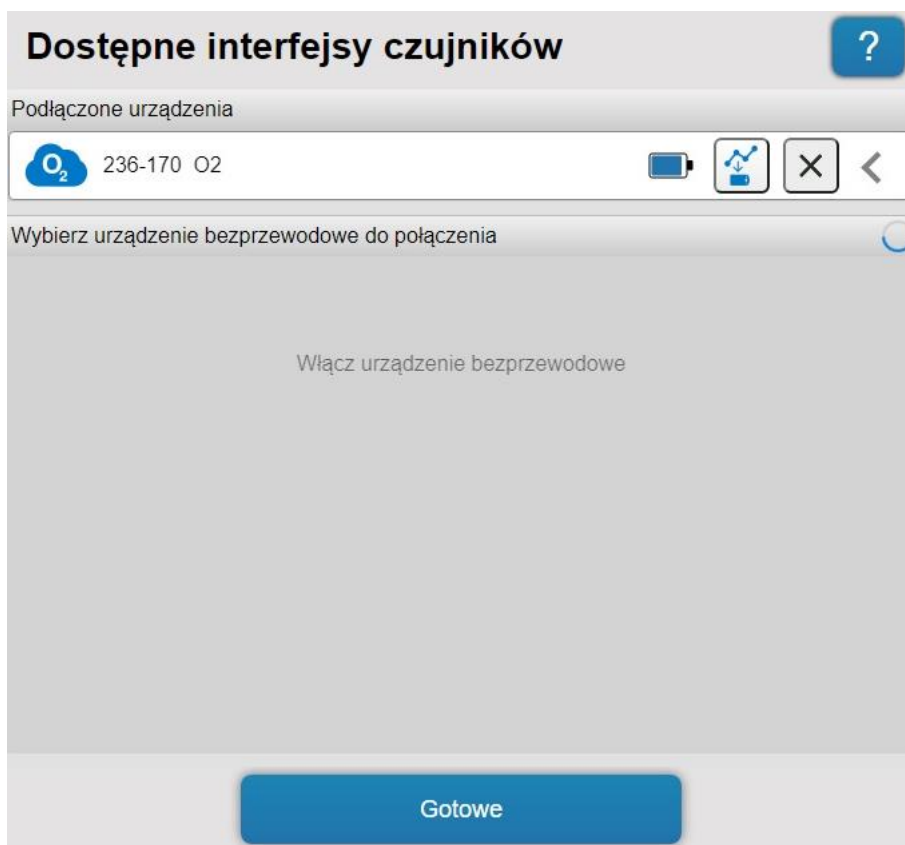 Dostępne interfejsy czujników
?
Podłączone urządzenia
O2 236-170 O2
Wybierz urządzenie bezprzewodowe do połączenia
Włącz urządzenie bezprzewodowe
Gotowe